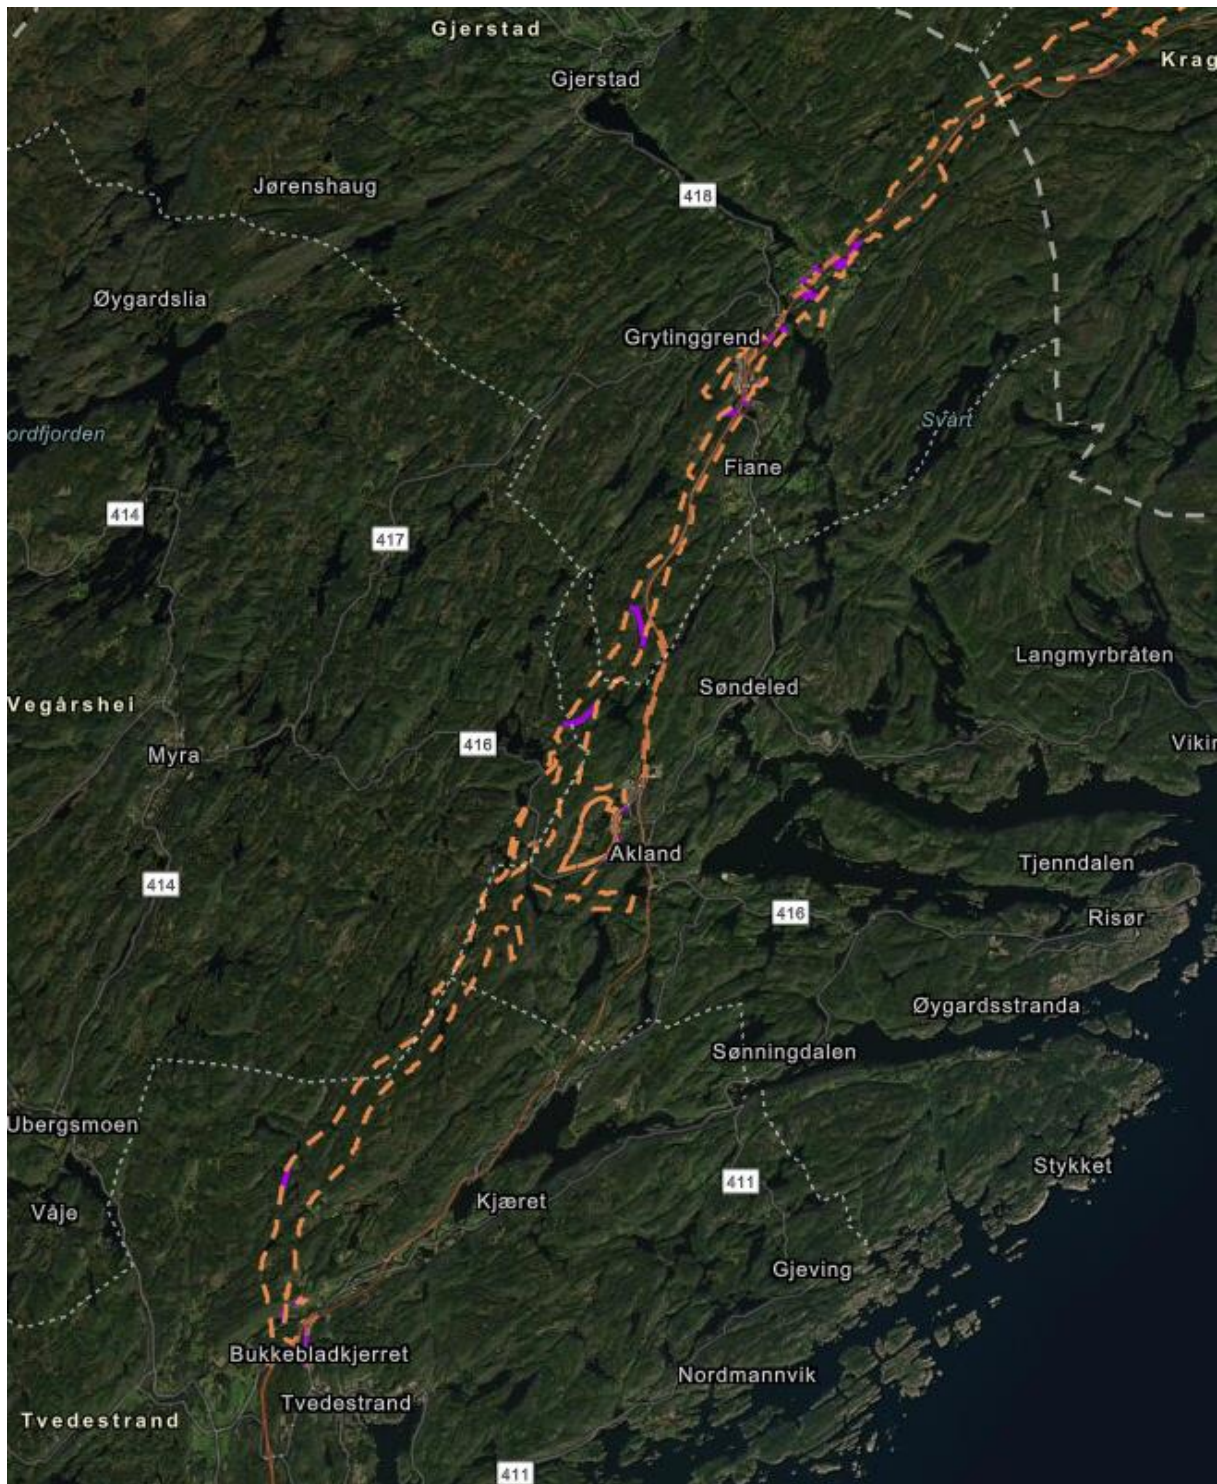 Gjerstad
Krag
Gjerstad
Jørenshaug
418
Øygardslia
Grytinggrend
Svart
ordfjorden
Fiane
414
417
Langmyrbråten
Søndeled
Vegårshei
416
Vikin
Myra
Akland
Tjenndalen
414
416
Risør
Øygardsstranda
Sønningdalen
Ubergsmoen
Stykket
411
Kjæret
Våje
Gjeving
Bukkebladkjerret
Nordmannvik
Tvedestrand
Tvedestrand
411